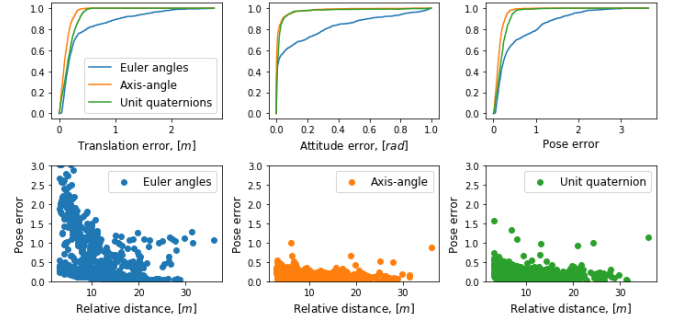 1.0
0.8
0.6
0.4
0.2
0.0
Euler angles
Axis-angle
Unit quaternions
0 1 2
Translation error, [m]
1.0
0.8
0.6
0.4
0.2
0.0
0.0 0.2 0.4 0.6 0.8 1.0
Attitude error, [rad]
1.0
0.8
0.6
0.4
0.2
0.0
0 1 2 3
Pose error
3.0
2.5
2.0
1.5
1.0
0.5
0.0
Pose error
Euler angles
10 20 30
Relative distance, [m]
3.0
2.5
2.0
1.5
1.0
0.5
0.0
Pose error
Axis-angle
10 20 30
Relative distance, [m]
3.0
2.5
2.0
1.5
1.0
0.5
0.0
Pose error
Unit quaternion
10 20 30
Relative distance, [m]